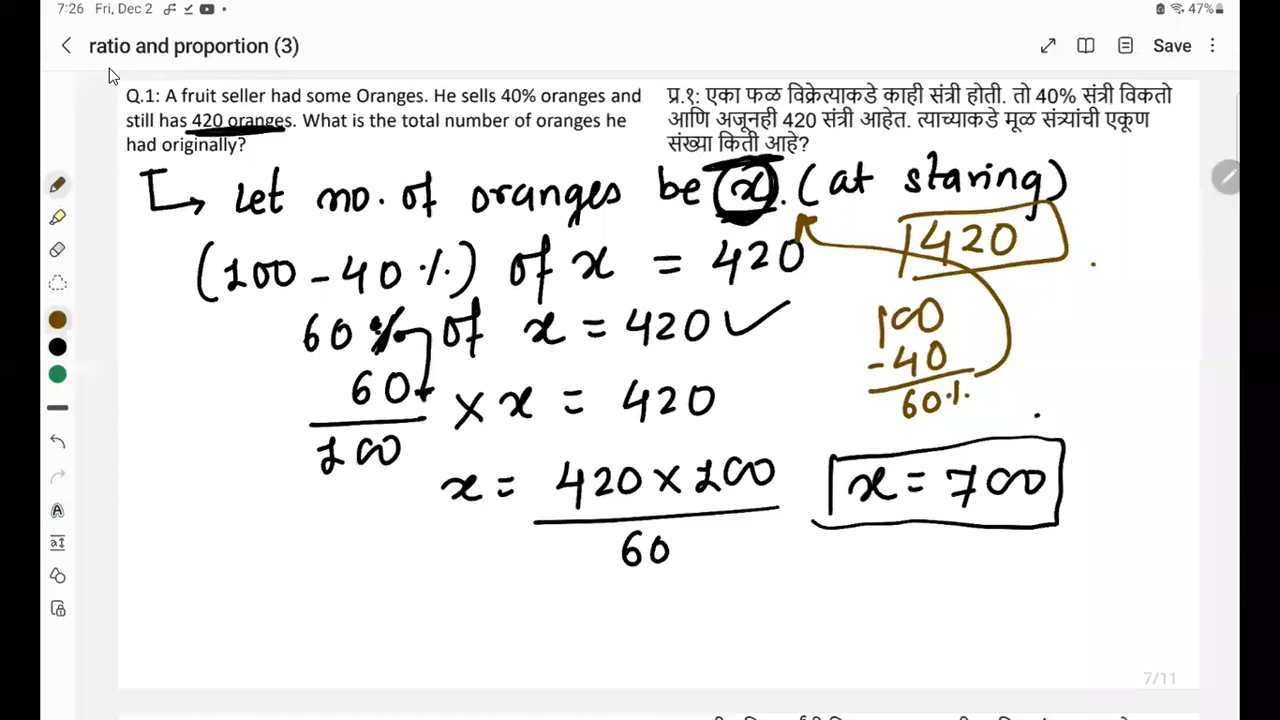 7:26 Fri, Dec 2
47%
ratio and proportion (3)
Save
Q.1: A fruit seller had some Oranges. He sells 40% oranges and
still has 420 oranges. What is the total number of oranges he
had originally?
प्र.१: एका फळ विक्रेत्याकडे काही संत्री होती. तो 40% संत्री विकतो
आणि अजूनही 420 संत्री आहेत. त्याच्याकडे मूळ संत्र्यांची एकूण
संख्या किती आहे?
Let no. of oranges be x. (at staring)
(100 - 40%) of x = 420
60% of x = 420
60
100
× x = 420
x = 420 × 100
60
x = 700
420
100
-40
60%
7/11